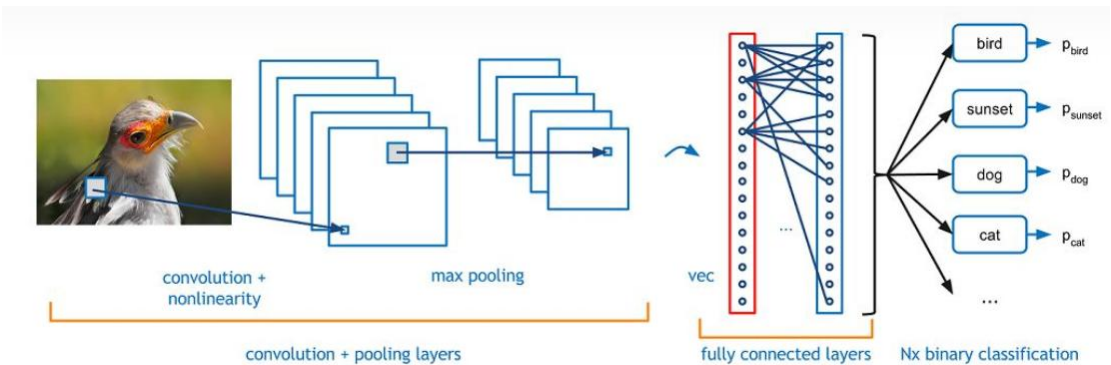 bird
p_bird
sunset
p_sunset
dog
p_dog
cat
p_cat
...
...
convolution +
nonlinearity
max pooling
vec
convolution + pooling layers
fully connected layers
Nx binary classification